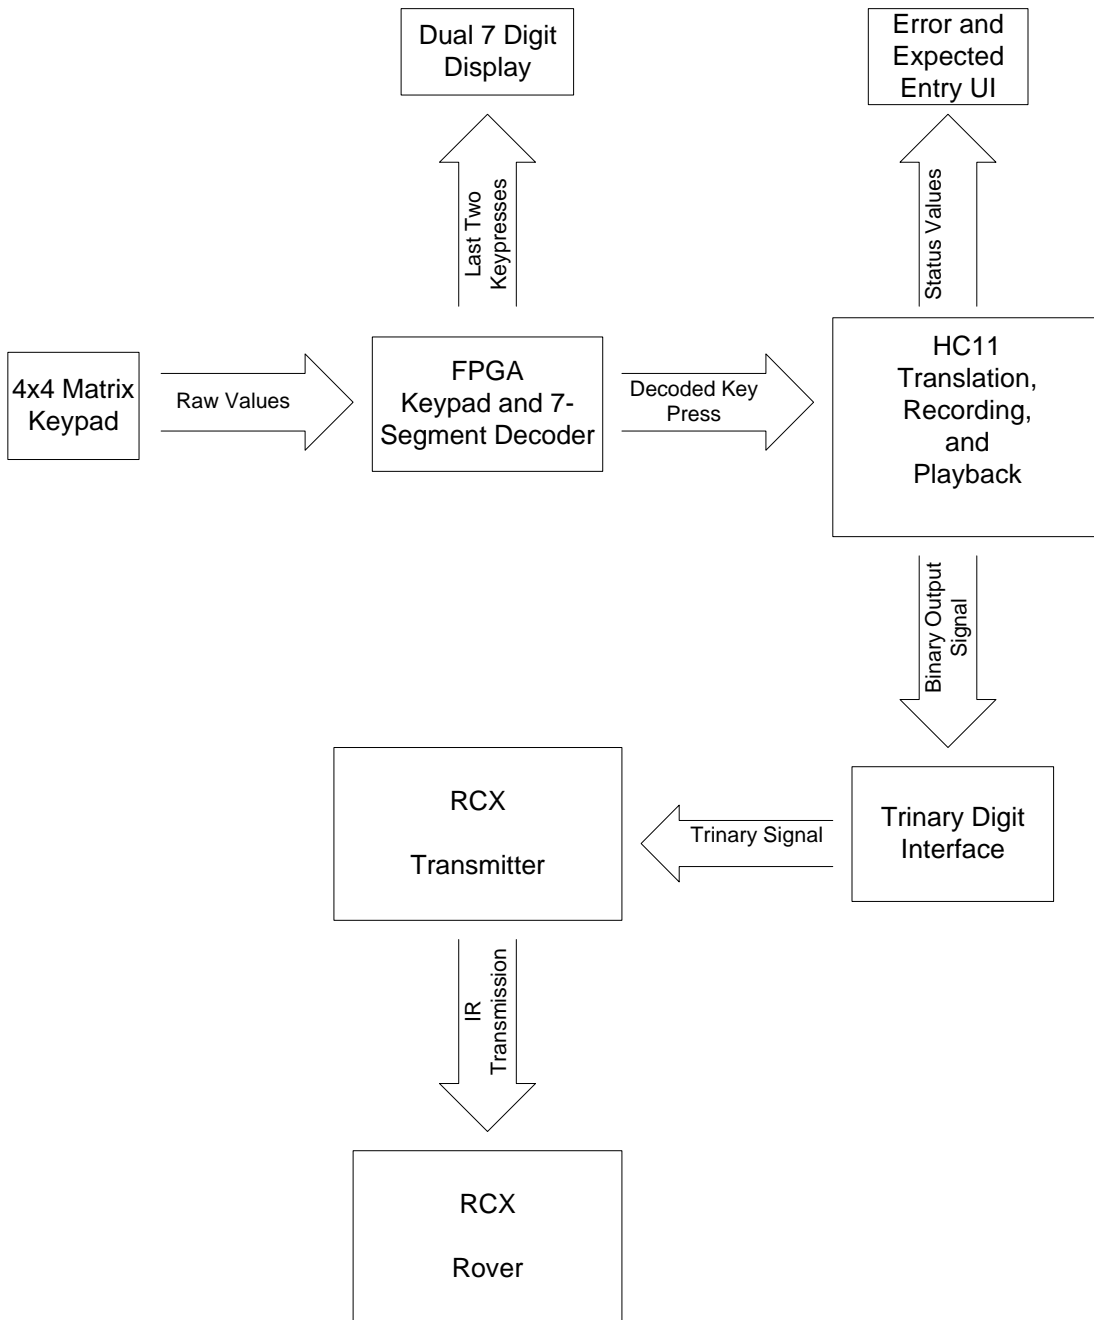 Dual 7 Digit
Display
Error and
Expected
Entry UI
Last Two
Keypresses
Status Values
4x4 Matrix
Keypad
Raw Values
FPGA
Keypad and 7-
Segment Decoder
Decoded Key
Press
HC11
Translation,
Recording,
and
Playback
Binary Output
Signal
RCX
Transmitter
Trinary Signal
Trinary Digit
Interface
IR
Transmission
RCX
Rover